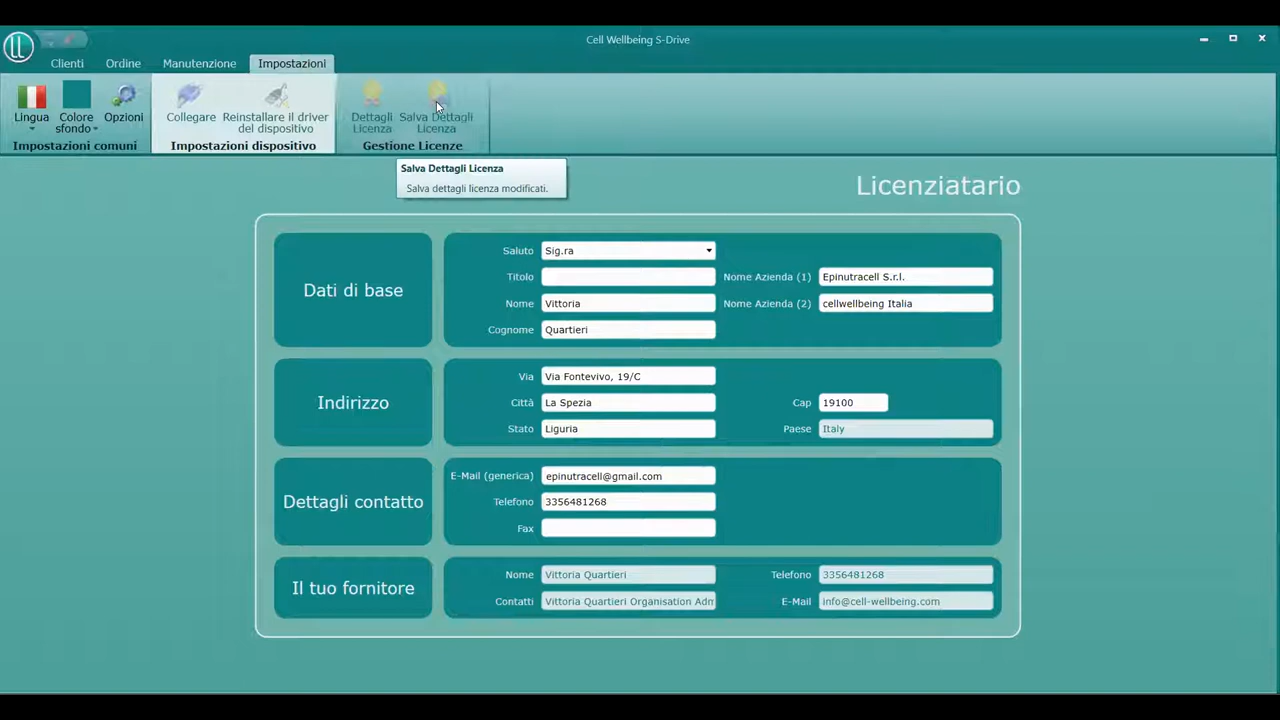 Cell Wellbeing S-Drive
Clienti Ordine Manutenzione Impostazioni
Lingua
Colore sfondo
Opzioni
Collegare
Reinstallare il driver del dispositivo
Dettagli Licenza
Salva Dettagli Licenza
Impostazioni comuni
Impostazioni dispositivo
Gestione Licenze
Salva Dettagli Licenza
Salva dettagli licenza modificati.
Licenziatario
Dati di base
Saluto Sig.ra
Titolo Nome Azienda (1) Epinutracell S.r.l.
Nome Vittoria Nome Azienda (2) cellwellbeing Italia
Cognome Quartieri
Indirizzo
Via Via Fontevivo, 19/C
Città La Spezia Cap 19100
Stato Liguria Paese Italy
Dettagli contatto
E-Mail (generica) epinutracell@gmail.com
Telefono 3356481268
Fax
Il tuo fornitore
Nome Vittoria Quartieri Telefono 3356481268
Contatti Vittoria Quartieri Organisation Adm E-Mail info@cell-wellbeing.com